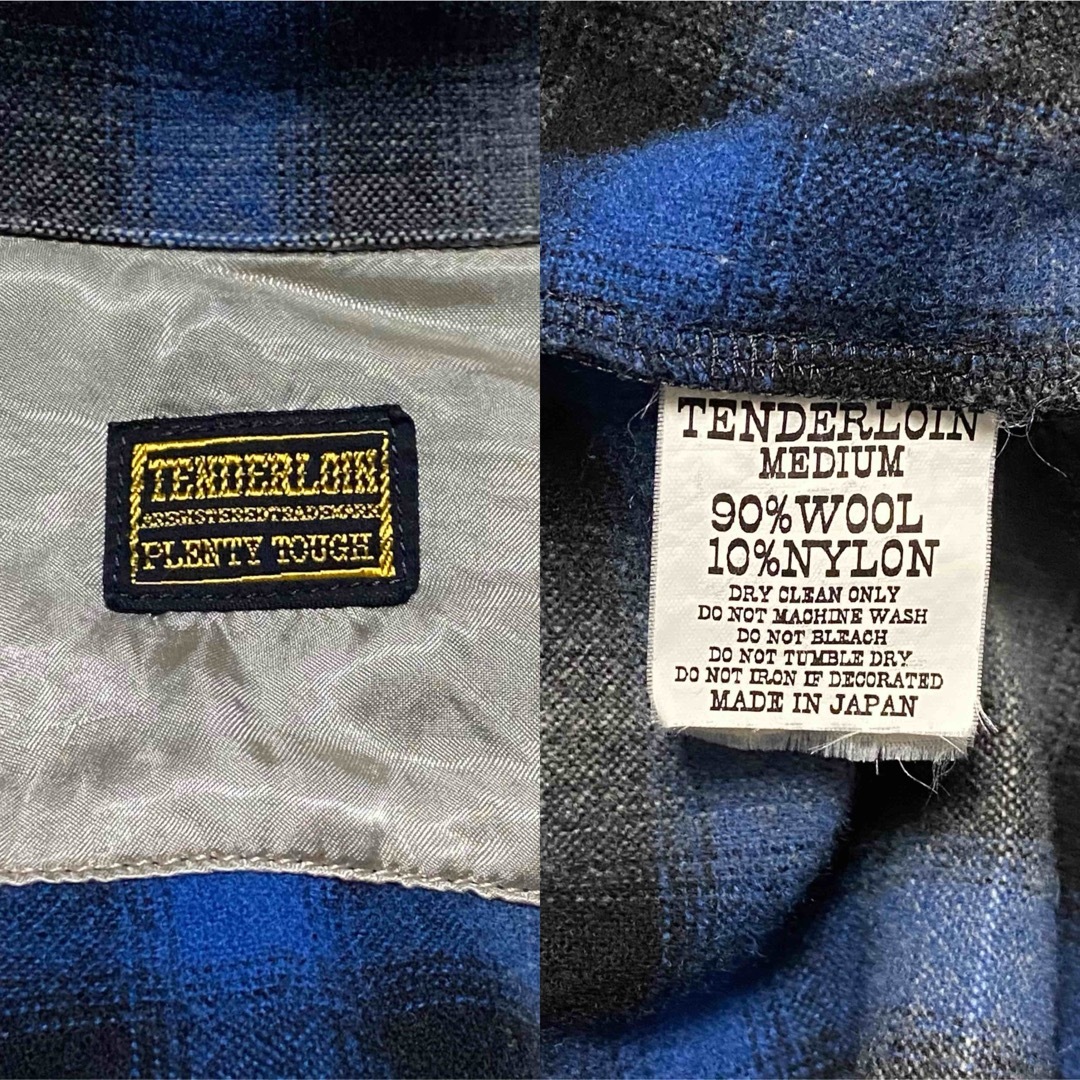 TENDERLOIN
®REGISTERED TRADEMARK
PLENTY TOUGH
TENDERLOIN
MEDIUM
90%WOOL
10%NYLON
DRY CLEAN ONLY
DO NOT MACHINE WASH
DO NOT BLEACH
DO NOT TUMBLE DRY
DO NOT IRON IF DECORATED
MADE IN JAPAN